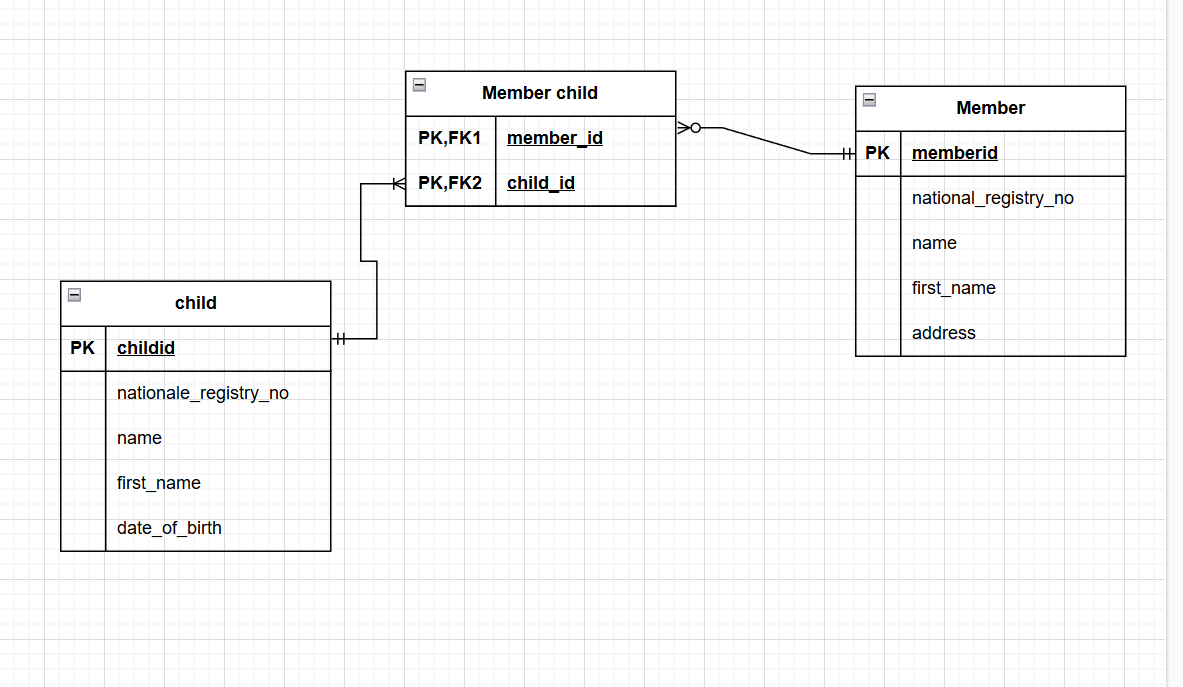 Member child
PK,FK1 member_id
PK,FK2 child_id
Member
PK memberid
national_registry_no
name
first_name
address
child
PK childid
nationale_registry_no
name
first_name
date_of_birth